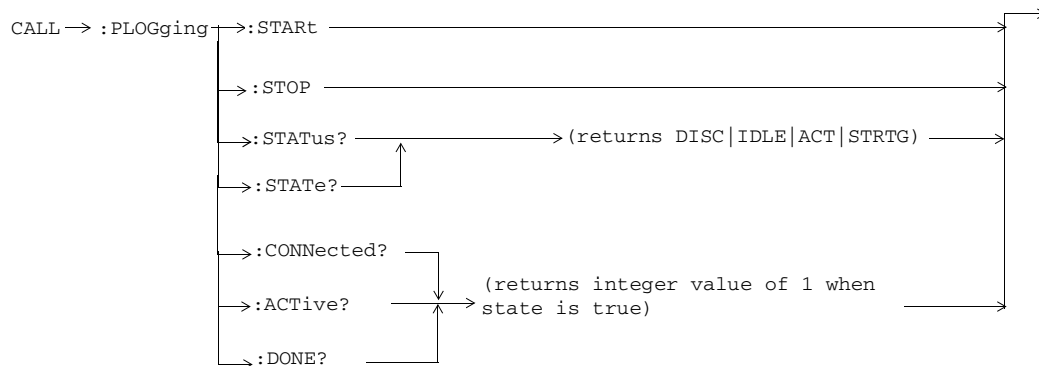 CALL :PLOGging :STARt
:STOP
:STATus? (returns DISC|IDLE|ACT|STRTG)
:STATe?
:CONNected?
:ACTive? (returns integer value of 1 when
state is true)
:DONE?